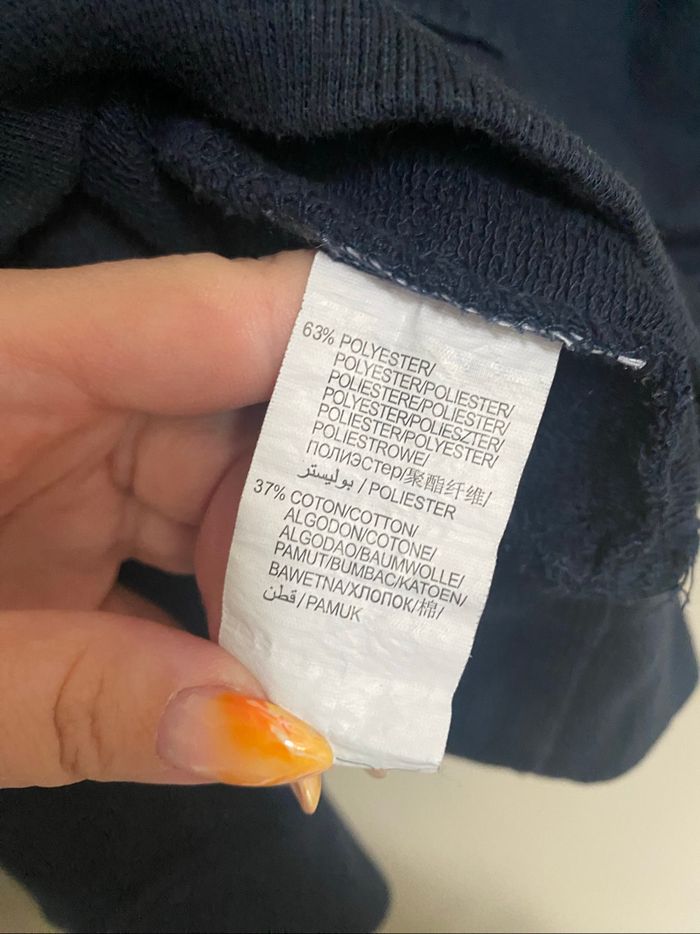 63% POLYESTER/
POLYESTER/POLIESTER/
POLIESTERE/POLIESTER/
POLYESTER/POLIESZTER/
POLIESTER/POLYESTER/
POLIESTROWE/
ПОЛИЭСТЕР/聚酯纤维/
بوليستر / POLIESTER
37% COTON/COTTON/
ALGODON/COTONE/
ALGODAO/BAUMWOLLE/
PAMUT/BUMBAC/KATOEN/
BAWETNA/ХЛОПОК/棉/
قطن/PAMUK